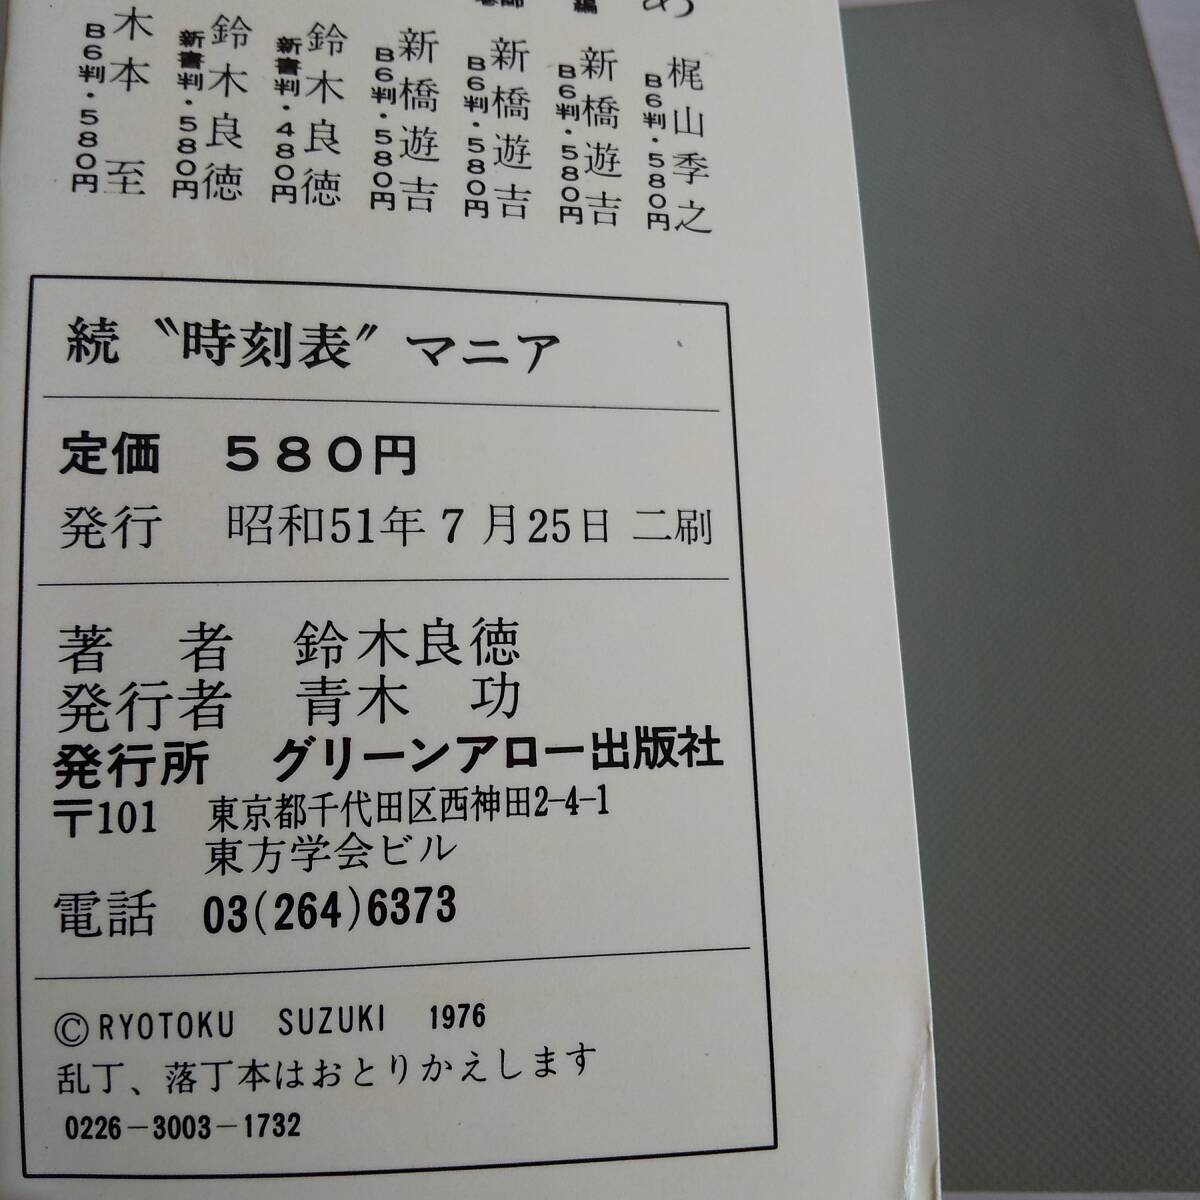 梶山季之
B6判・580円
新橋遊吉
B6判・580円
新橋遊吉
B6判・580円
新橋遊吉
B6判・580円
鈴木良徳
新書判・480円
鈴木良徳
新書判・580円
木本 至
B6判・580円
続〝時刻表〟マニア
定価 580円
発行 昭和51年7月25日 二刷
著者 鈴木良徳
発行者 青木 功
発行所 グリーンアロー出版社
〒101 東京都千代田区西神田2-4-1
東方学会ビル
電話 03(264)6373
©RYOTOKU SUZUKI 1976
乱丁、落丁本はおとりかえします
0226-3003-1732